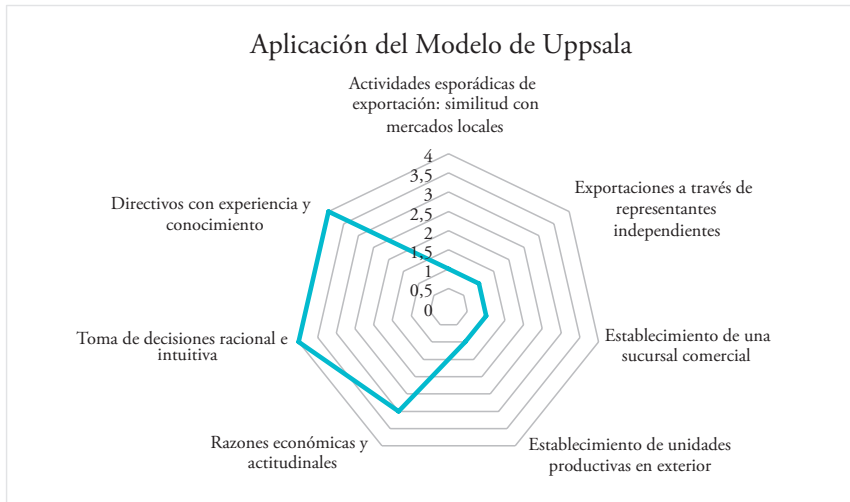 Aplicación del Modelo de Uppsala
Actividades esporádicas de
exportación: similitud con
mercados locales
4
3,5
3
2,5
2
1,5
1
0,5
0
Exportaciones a través de
representantes
independientes
Establecimiento de una
sucursal comercial
Establecimiento de unidades
productivas en exterior
Razones económicas y
actitudinales
Toma de decisiones racional e
intuitiva
Directivos con experiencia y
conocimiento